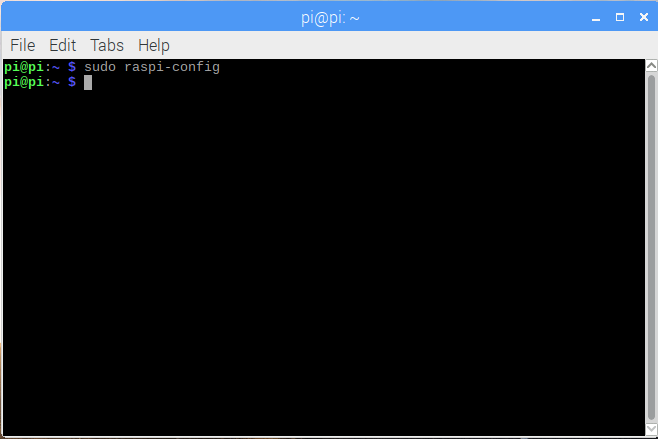 pi@pi: ~
File Edit Tabs Help
pi@pi:~ $ sudo raspi-config
pi@pi:~ $